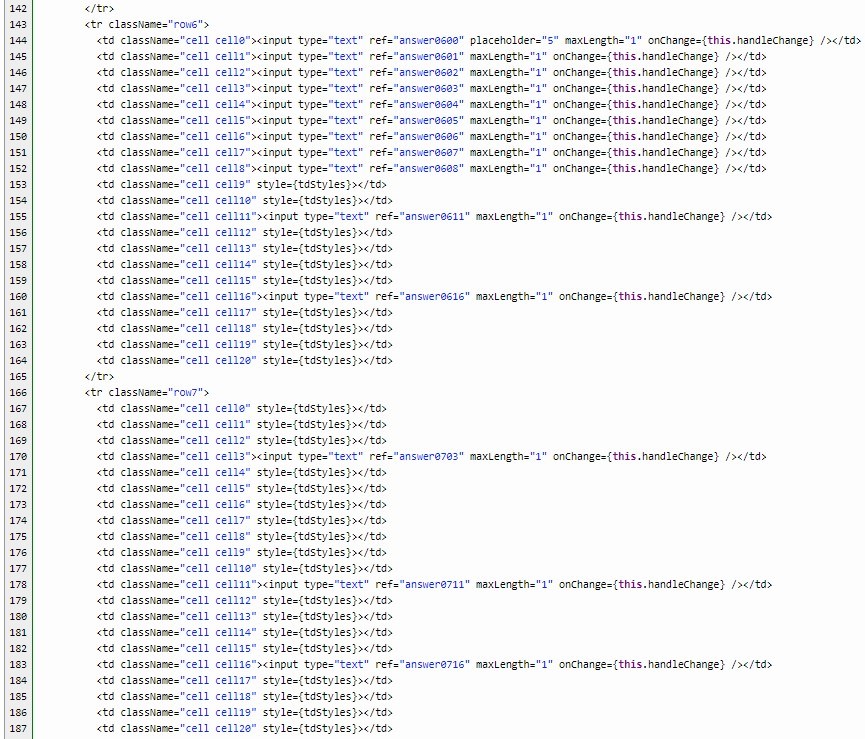 142 </tr>
143 <tr className="row6">
144 <td className="cell cell0"><input type="text" ref="answer0600" placeholder="5" maxLength="1" onChange={this.handleChange} /></td>
145 <td className="cell cell1"><input type="text" ref="answer0601" maxLength="1" onChange={this.handleChange} /></td>
146 <td className="cell cell2"><input type="text" ref="answer0602" maxLength="1" onChange={this.handleChange} /></td>
147 <td className="cell cell3"><input type="text" ref="answer0603" maxLength="1" onChange={this.handleChange} /></td>
148 <td className="cell cell4"><input type="text" ref="answer0604" maxLength="1" onChange={this.handleChange} /></td>
149 <td className="cell cell5"><input type="text" ref="answer0605" maxLength="1" onChange={this.handleChange} /></td>
150 <td className="cell cell6"><input type="text" ref="answer0606" maxLength="1" onChange={this.handleChange} /></td>
151 <td className="cell cell7"><input type="text" ref="answer0607" maxLength="1" onChange={this.handleChange} /></td>
152 <td className="cell cell8"><input type="text" ref="answer0608" maxLength="1" onChange={this.handleChange} /></td>
153 <td className="cell cell9" style={tdStyles}></td>
154 <td className="cell cell10" style={tdStyles}></td>
155 <td className="cell cell11"><input type="text" ref="answer0611" maxLength="1" onChange={this.handleChange} /></td>
156 <td className="cell cell12" style={tdStyles}></td>
157 <td className="cell cell13" style={tdStyles}></td>
158 <td className="cell cell14" style={tdStyles}></td>
159 <td className="cell cell15" style={tdStyles}></td>
160 <td className="cell cell16"><input type="text" ref="answer0616" maxLength="1" onChange={this.handleChange} /></td>
161 <td className="cell cell17" style={tdStyles}></td>
162 <td className="cell cell18" style={tdStyles}></td>
163 <td className="cell cell19" style={tdStyles}></td>
164 <td className="cell cell20" style={tdStyles}></td>
165 </tr>
166 <tr className="row7">
167 <td className="cell cell0" style={tdStyles}></td>
168 <td className="cell cell1" style={tdStyles}></td>
169 <td className="cell cell2" style={tdStyles}></td>
170 <td className="cell cell3"><input type="text" ref="answer0703" maxLength="1" onChange={this.handleChange} /></td>
171 <td className="cell cell4" style={tdStyles}></td>
172 <td className="cell cell5" style={tdStyles}></td>
173 <td className="cell cell6" style={tdStyles}></td>
174 <td className="cell cell7" style={tdStyles}></td>
175 <td className="cell cell8" style={tdStyles}></td>
176 <td className="cell cell9" style={tdStyles}></td>
177 <td className="cell cell10" style={tdStyles}></td>
178 <td className="cell cell11"><input type="text" ref="answer0711" maxLength="1" onChange={this.handleChange} /></td>
179 <td className="cell cell12" style={tdStyles}></td>
180 <td className="cell cell13" style={tdStyles}></td>
181 <td className="cell cell14" style={tdStyles}></td>
182 <td className="cell cell15" style={tdStyles}></td>
183 <td className="cell cell16"><input type="text" ref="answer0716" maxLength="1" onChange={this.handleChange} /></td>
184 <td className="cell cell17" style={tdStyles}></td>
185 <td className="cell cell18" style={tdStyles}></td>
186 <td className="cell cell19" style={tdStyles}></td>
187 <td className="cell cell20" style={tdStyles}></td>